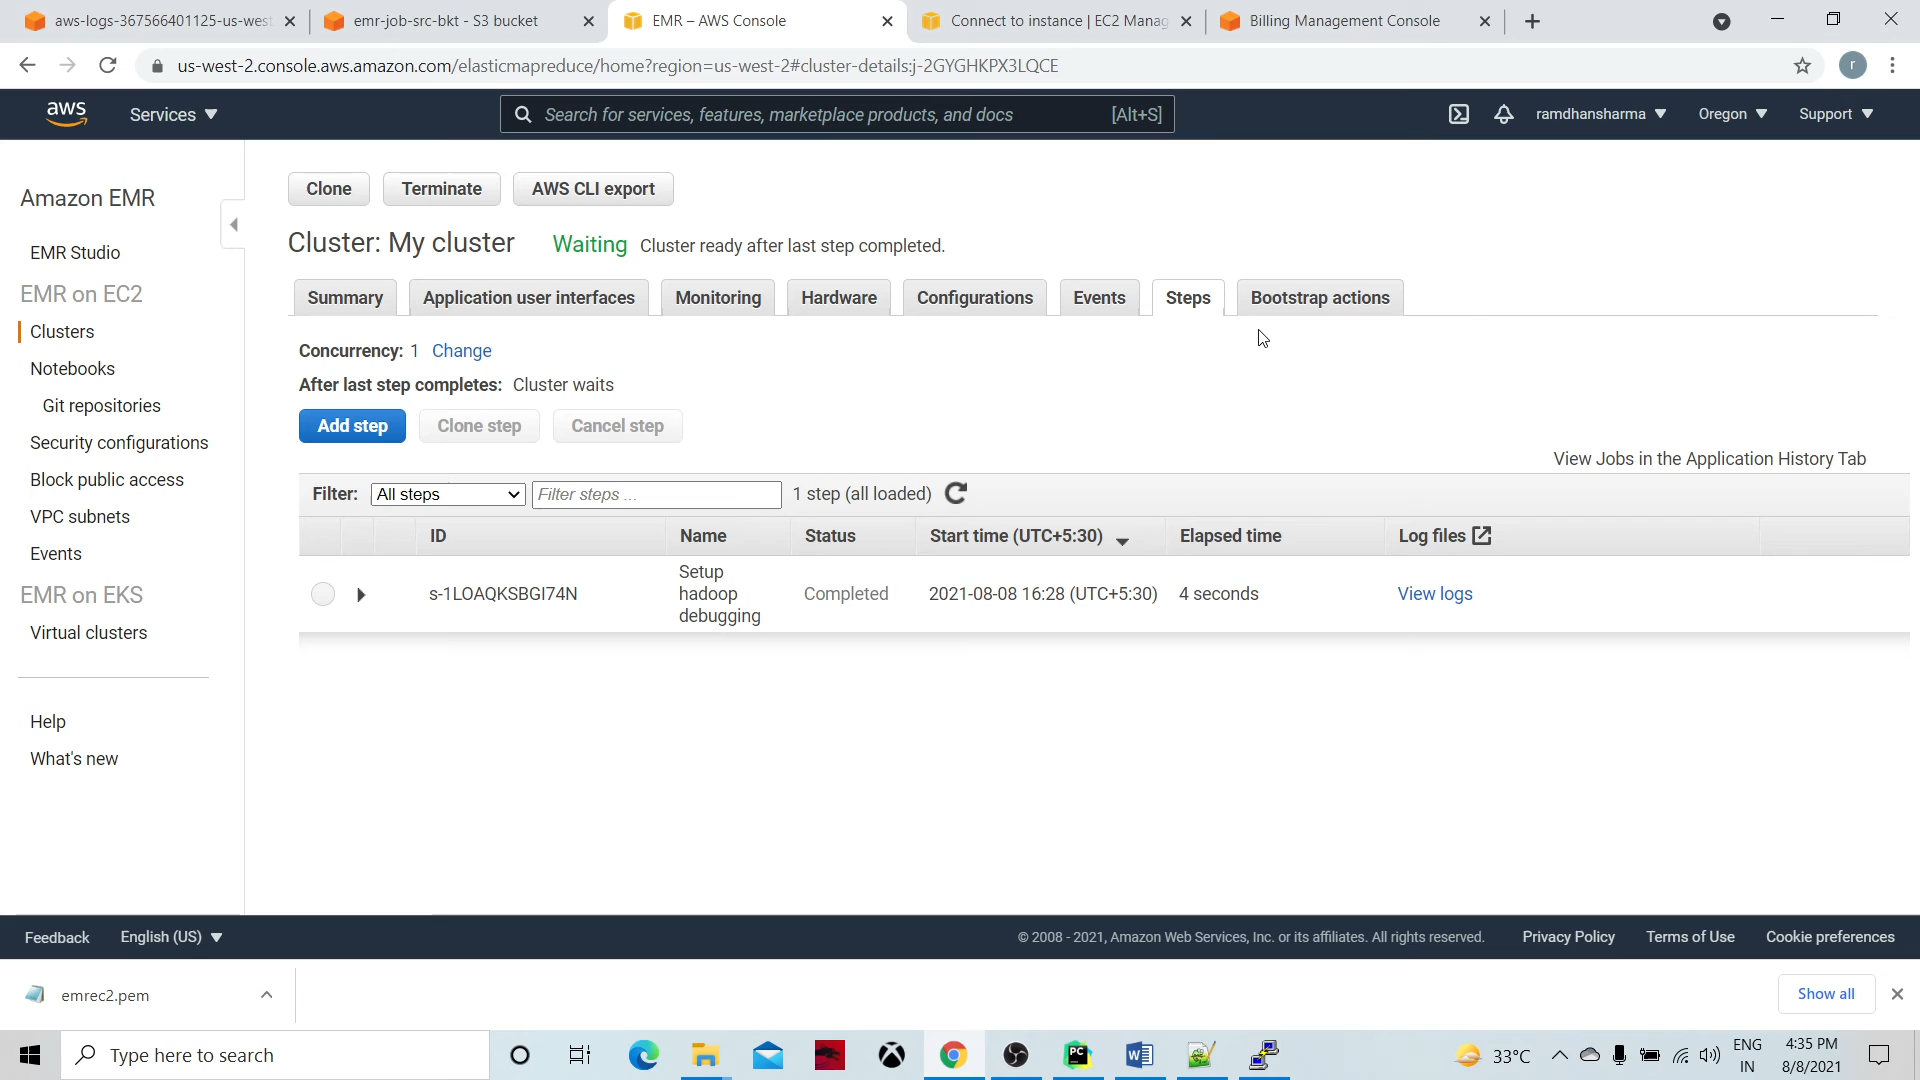 aws-logs-367566401125-us-west
emr-job-src-bkt - S3 bucket
EMR – AWS Console
Connect to instance | EC2 Manag
Billing Management Console
us-west-2.console.aws.amazon.com/elasticmapreduce/home?region=us-west-2#cluster-details:j-2GYGHKPX3LQCE
r
aws
Services
Search for services, features, marketplace products, and docs
[Alt+S]
ramdhansharma
Oregon
Support
Amazon EMR
EMR Studio
EMR on EC2
Clusters
Notebooks
Git repositories
Security configurations
Block public access
VPC subnets
Events
EMR on EKS
Virtual clusters
Help
What's new
Clone
Terminate
AWS CLI export
Cluster: My cluster
Waiting
Cluster ready after last step completed.
Summary
Application user interfaces
Monitoring
Hardware
Configurations
Events
Steps
Bootstrap actions
Concurrency: 1 Change
After last step completes: Cluster waits
Add step
Clone step
Cancel step
View Jobs in the Application History Tab
Filter:
All steps
Filter steps ...
1 step (all loaded)
ID
Name
Status
Start time (UTC+5:30)
Elapsed time
Log files
s-1LOAQKSBGI74N
Setup
hadoop
debugging
Completed
2021-08-08 16:28 (UTC+5:30)
4 seconds
View logs
Feedback
English (US)
© 2008 - 2021, Amazon Web Services, Inc. or its affiliates. All rights reserved.
Privacy Policy
Terms of Use
Cookie preferences
emrec2.pem
Show all
Type here to search
PC
33°C
ENG
IN
4:35 PM
8/8/2021